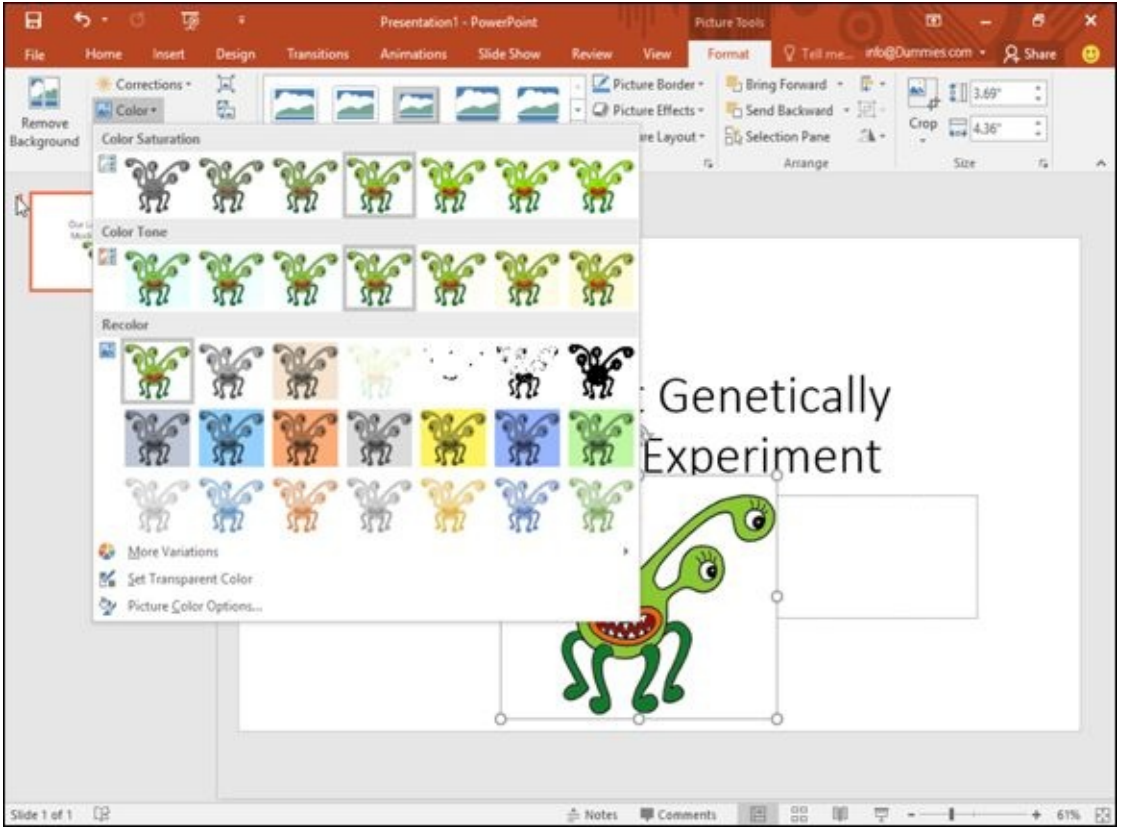 Presentation1 - PowerPoint
Picture Tools
File Home Insert Design Transitions Animations Slide Show Review View Format Tell me... info@Dummies.com Share
Remove
Background
Corrections
Color
Picture Border
Picture Effects
ure Layout
Bring Forward
Send Backward
Selection Pane
Arrange
Crop
3.69"
4.36"
Size
Color Saturation
Color Tone
Recolor
More Variations
Set Transparent Color
Picture Color Options...
Genetically
Experiment
Slide 1 of 1
Notes
Comments
61%